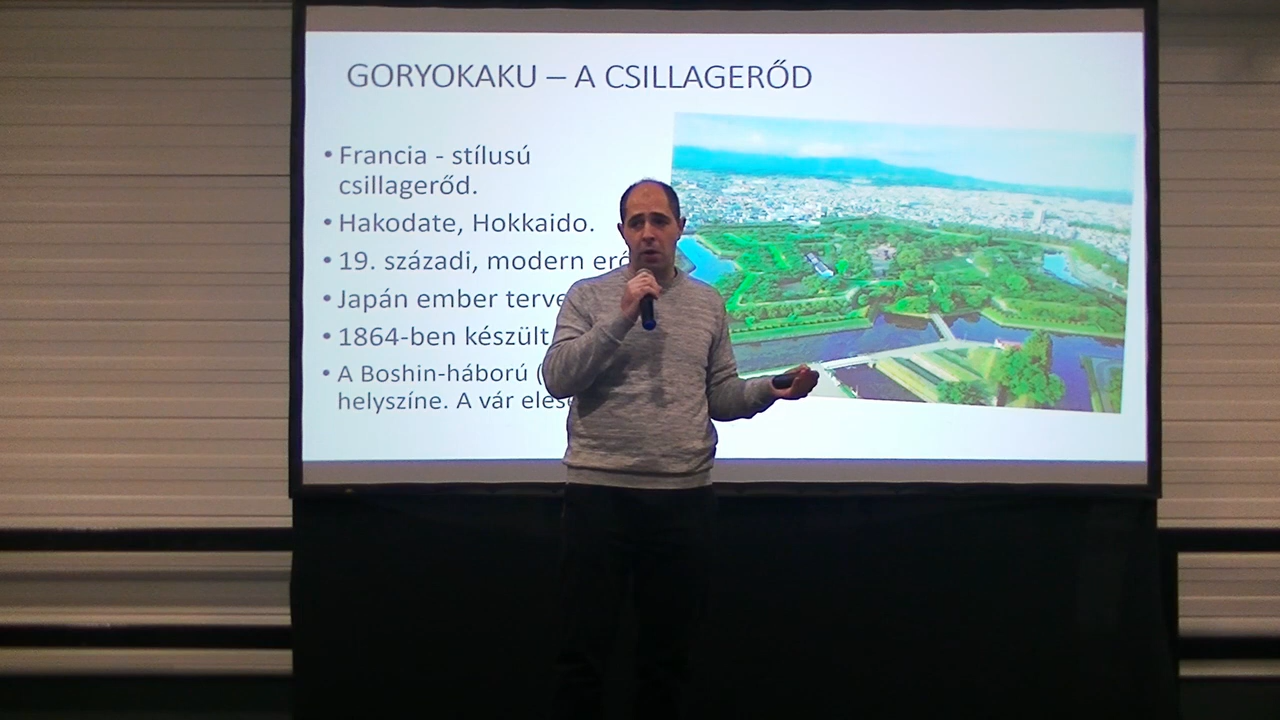 GORYOKAKU – A CSILLAGERŐD
• Francia - stílusú
csillagerőd.
• Hakodate, Hokkaido.
• 19. századi, modern
• Japán ember
• 1864-ben készült
• A Boshin-háború (
helyszíne. A vár